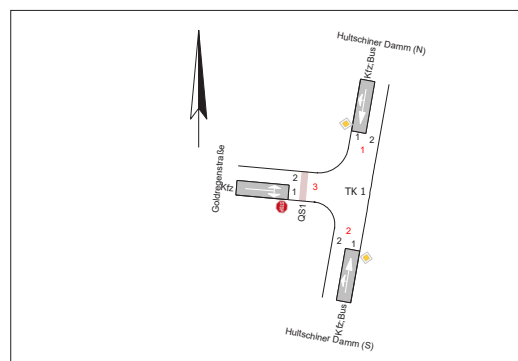 Hultschiner Damm (N)
Kfz;Bus
1 2
1
Goldregenstraße
Kfz
2
1
3
QS1
TK 1
2
2 1
Kfz;Bus
Hultschiner Damm (S)